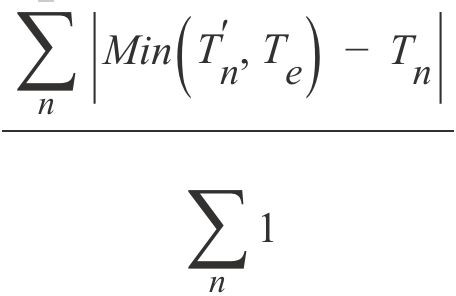 ∑ₙ |Min(T′ₙ, Tₑ) − Tₙ|
∑ₙ 1